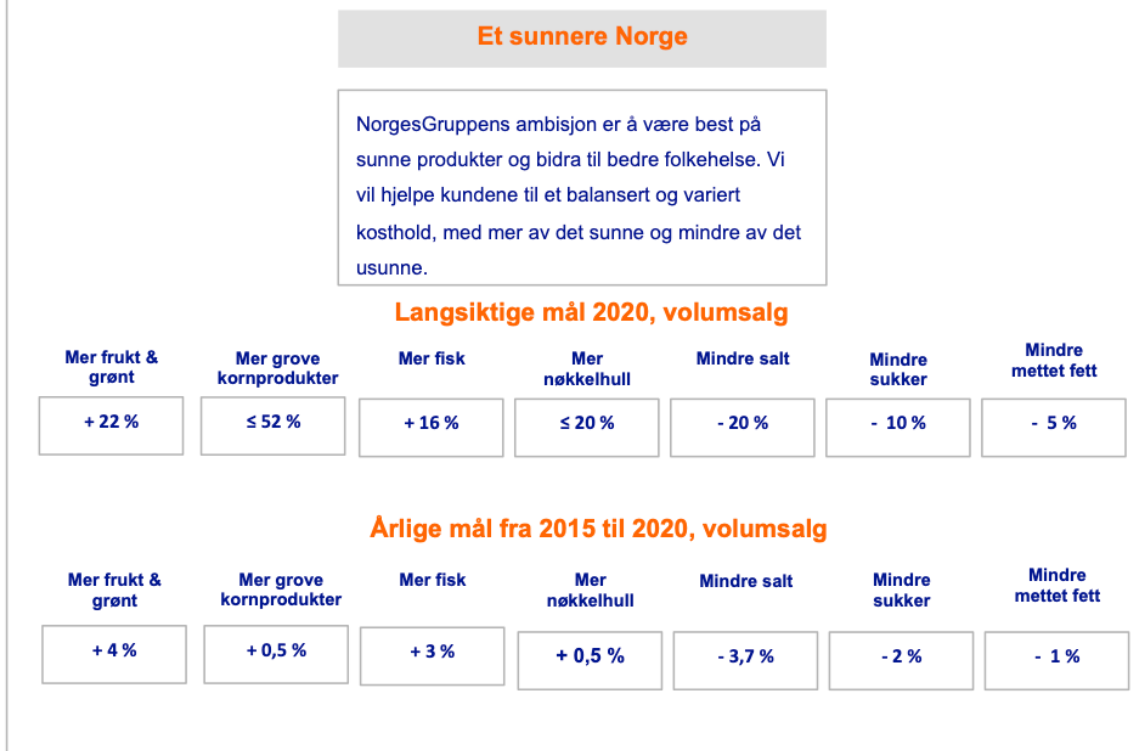 Et sunnere Norge
NorgesGruppens ambisjon er å være best på
sunne produkter og bidra til bedre folkehelse. Vi
vil hjelpe kundene til et balansert og variert
kosthold, med mer av det sunne og mindre av det
usunne.
Langsiktige mål 2020, volumsalg
Mer frukt &
grønt
Mer grove
kornprodukter
Mer fisk
Mer
nøkkelhull
Mindre salt
Mindre
sukker
Mindre
mettet fett
+ 22 %
≤ 52 %
+ 16 %
≤ 20 %
- 20 %
- 10 %
- 5 %
Årlige mål fra 2015 til 2020, volumsalg
Mer frukt &
grønt
Mer grove
kornprodukter
Mer fisk
Mer
nøkkelhull
Mindre salt
Mindre
sukker
Mindre
mettet fett
+ 4 %
+ 0,5 %
+ 3 %
+ 0,5 %
- 3,7 %
- 2 %
- 1 %